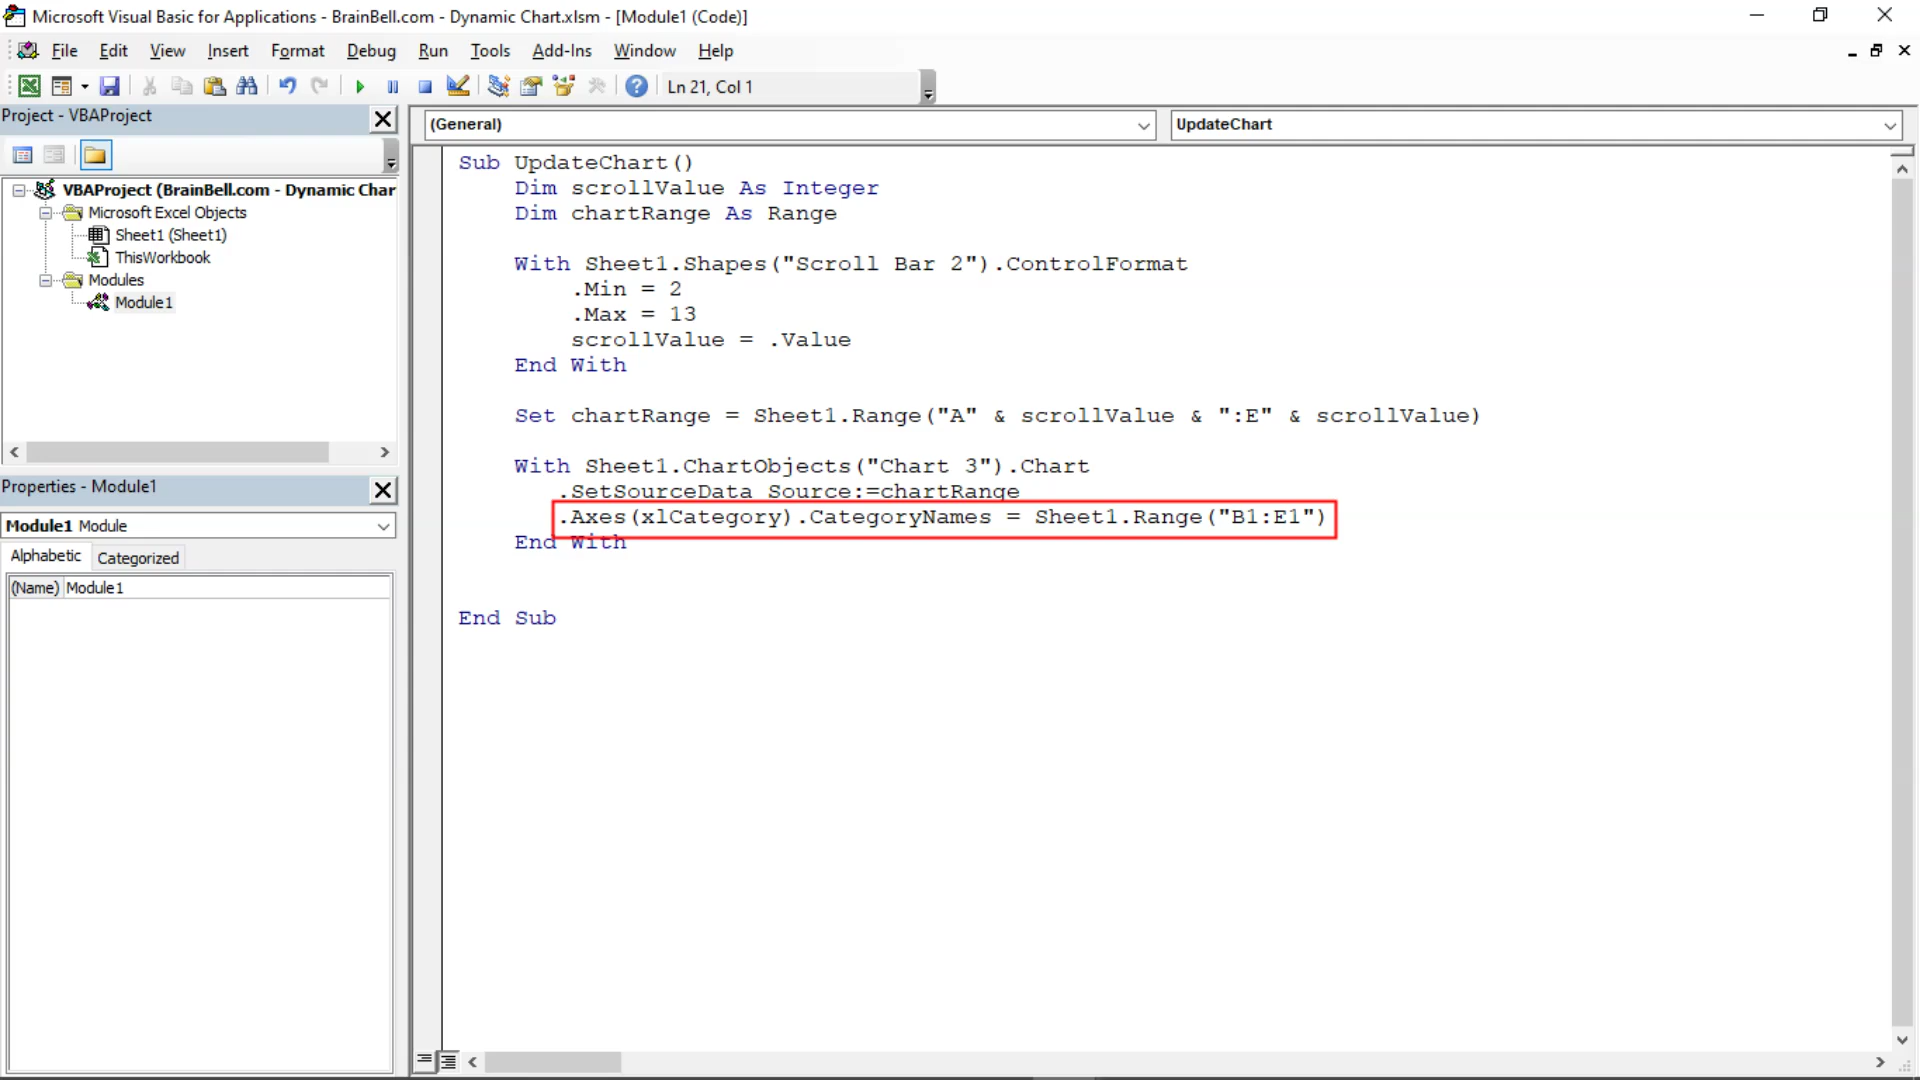 Microsoft Visual Basic for Applications - BrainBell.com - Dynamic Chart.xlsm - [Module1 (Code)]
File Edit View Insert Format Debug Run Tools Add-Ins Window Help
Ln 21, Col 1
Project - VBAProject
VBAProject (BrainBell.com - Dynamic Char
Microsoft Excel Objects
Sheet1 (Sheet1)
ThisWorkbook
Modules
Module1
Properties - Module1
Module1 Module
Alphabetic Categorized
(Name) Module1
(General) UpdateChart
Sub UpdateChart()
Dim scrollValue As Integer
Dim chartRange As Range
With Sheet1.Shapes("Scroll Bar 2").ControlFormat
.Min = 2
.Max = 13
scrollValue = .Value
End With
Set chartRange = Sheet1.Range("A" & scrollValue & ":E" & scrollValue)
With Sheet1.ChartObjects("Chart 3").Chart
.SetSourceData Source:=chartRange
.Axes(xlCategory).CategoryNames = Sheet1.Range("B1:E1")
End With
End Sub